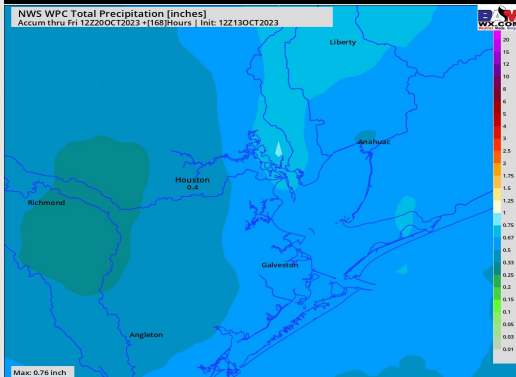 NWS WPC Total Precipitation [inches]
Accum thru Fri 12Z20OCT2023 +[168]Hours | Init: 12Z13OCT2023
BAM
WX.COM
Liberty
Anahuac
Houston
0.4
Richmond
Galveston
Angleton
Max: 0.76 inch
20
15
12
10
8
6
5
4
3
2.5
2
1.75
1.5
1.25
1
0.75
0.67
0.5
0.33
0.25
0.2
0.15
0.1
0.05
0.03
0.01